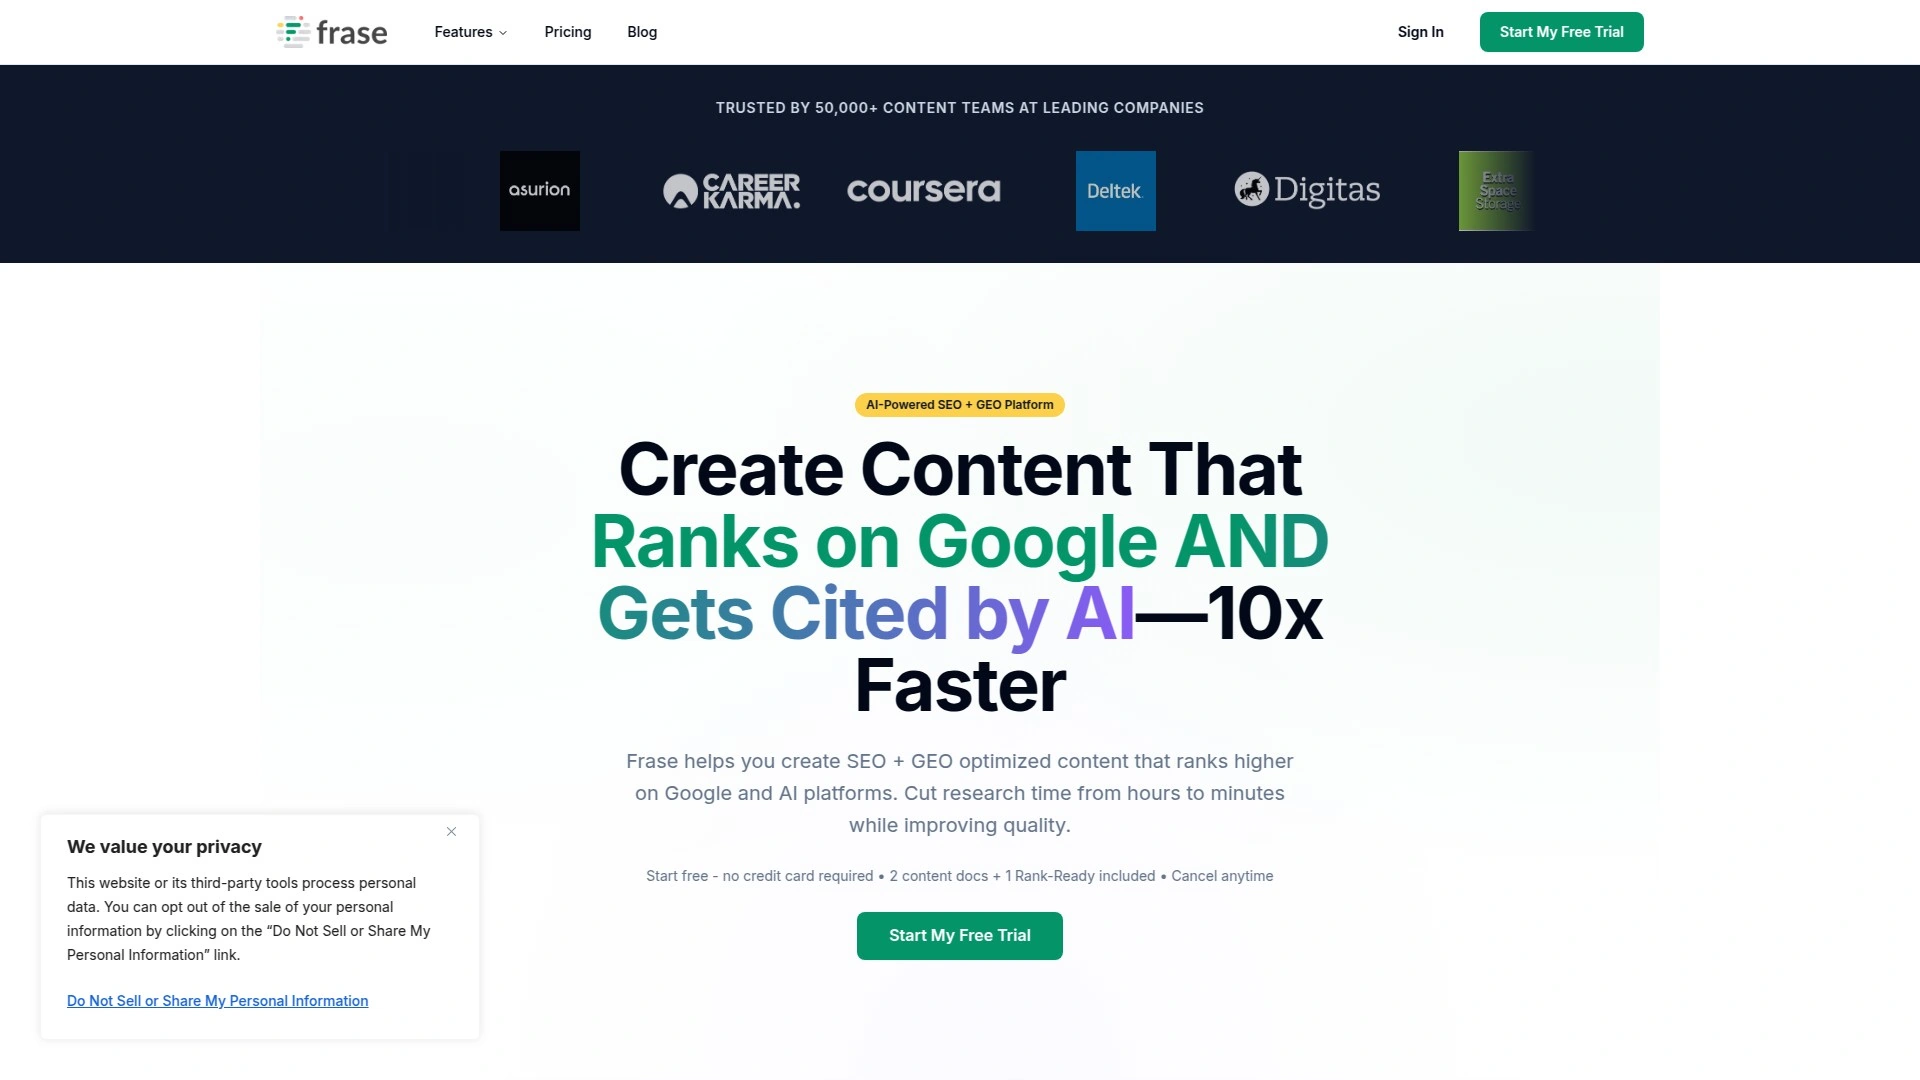 frase
Features
Pricing
Blog
Sign In
Start My Free Trial
TRUSTED BY 50,000+ CONTENT TEAMS AT LEADING COMPANIES
asurion
CAREER
KARMA.
coursera
Deltek
Digitas
Extra
Space
Storage
AI-Powered SEO + GEO Platform
Create Content That
Ranks on Google AND
Gets Cited by AI—10x
Faster
Frase helps you create SEO + GEO optimized content that ranks higher
on Google and AI platforms. Cut research time from hours to minutes
while improving quality.
Start free - no credit card required • 2 content docs + 1 Rank-Ready included • Cancel anytime
Start My Free Trial
We value your privacy
This website or its third-party tools process personal
data. You can opt out of the sale of your personal
information by clicking on the “Do Not Sell or Share My
Personal Information” link.
Do Not Sell or Share My Personal Information